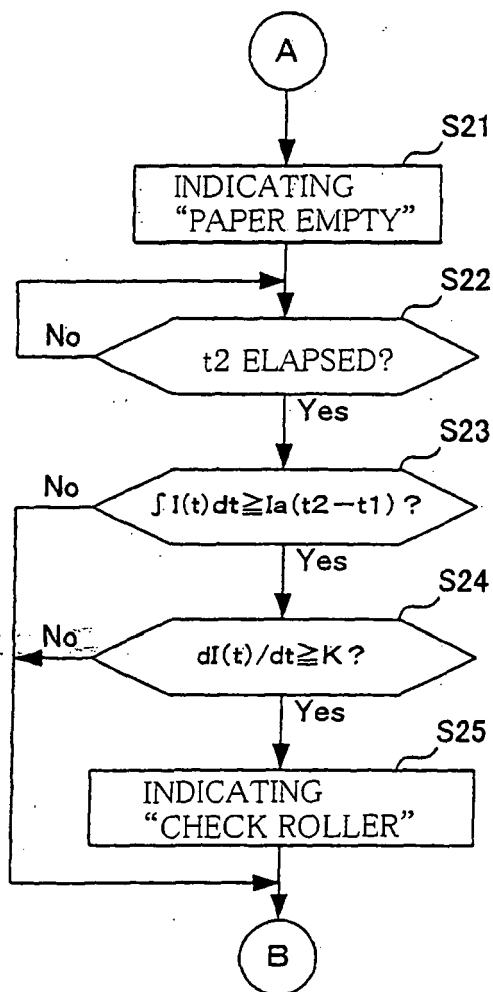 A
S21
INDICATING
“PAPER EMPTY”
S22
No
t2 ELAPSED?
Yes
S23
No
∫I(t)dt≧Ia(t2−t1)?
Yes
S24
No
dI(t)/dt≧K?
Yes
S25
INDICATING
“CHECK ROLLER”
B